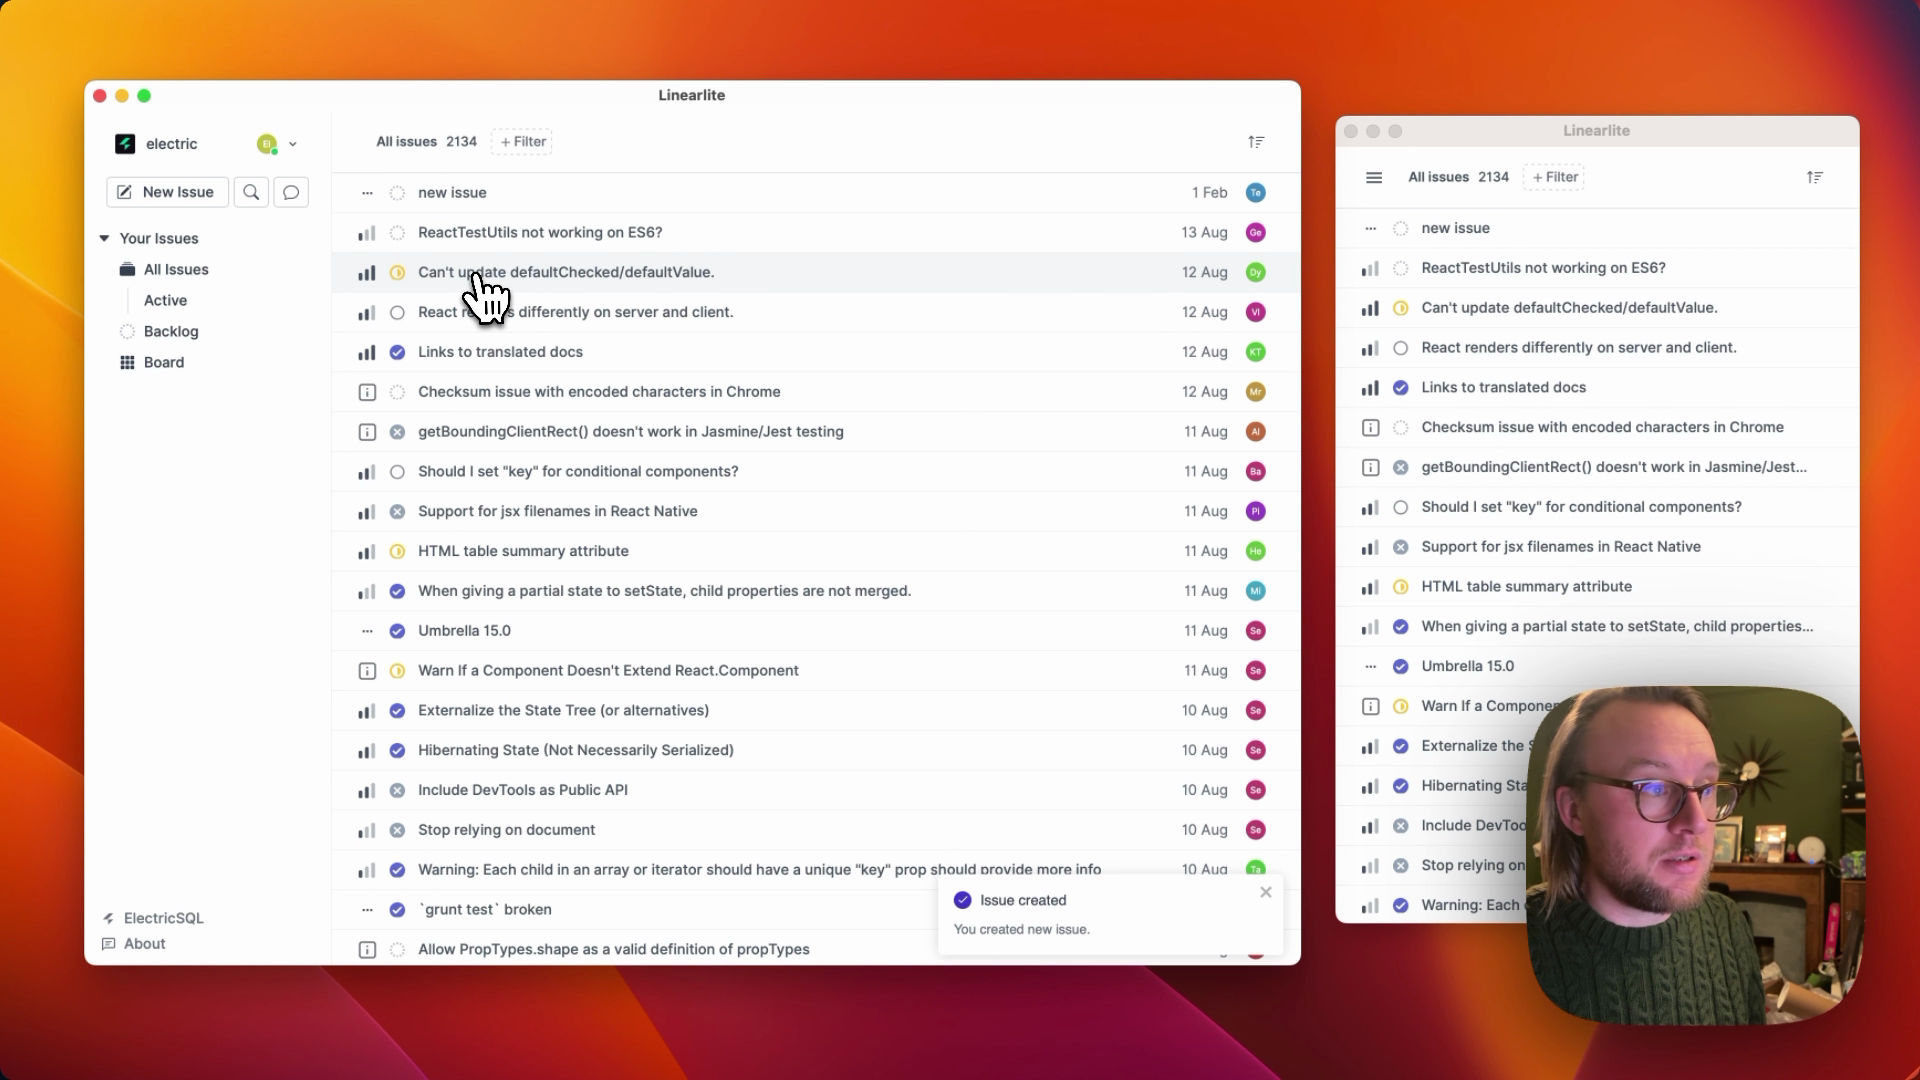 Linearlite
electric
EI
New Issue
Your Issues
All Issues
Active
Backlog
Board
ElectricSQL
About
All issues 2134 + Filter
new issue 1 Feb Te
ReactTestUtils not working on ES6? 13 Aug Ge
Can't update defaultChecked/defaultValue. 12 Aug Dy
React differently on server and client. 12 Aug VI
Links to translated docs 12 Aug KT
Checksum issue with encoded characters in Chrome 12 Aug Mr
getBoundingClientRect() doesn't work in Jasmine/Jest testing 11 Aug Al
Should I set "key" for conditional components? 11 Aug Ba
Support for jsx filenames in React Native 11 Aug Pi
HTML table summary attribute 11 Aug He
When giving a partial state to setState, child properties are not merged. 11 Aug Mi
Umbrella 15.0 11 Aug Se
Warn If a Component Doesn't Extend React.Component 11 Aug Se
Externalize the State Tree (or alternatives) 10 Aug Se
Hibernating State (Not Necessarily Serialized) 10 Aug Se
Include DevTools as Public API 10 Aug Se
Stop relying on document 10 Aug Se
Warning: Each child in an array or iterator should have a unique "key" prop should provide more info 10 Aug Ta
`grunt test` broken
Allow PropTypes.shape as a valid definition of propTypes
Issue created
You created new issue.
Linearlite
All issues 2134 + Filter
new issue
ReactTestUtils not working on ES6?
Can't update defaultChecked/defaultValue.
React renders differently on server and client.
Links to translated docs
Checksum issue with encoded characters in Chrome
getBoundingClientRect() doesn't work in Jasmine/Jest...
Should I set "key" for conditional components?
Support for jsx filenames in React Native
HTML table summary attribute
When giving a partial state to setState, child properties...
Umbrella 15.0
Warn If a Componen
Externalize the S
Hibernating Sta
Include DevToo
Stop relying on
Warning: Each